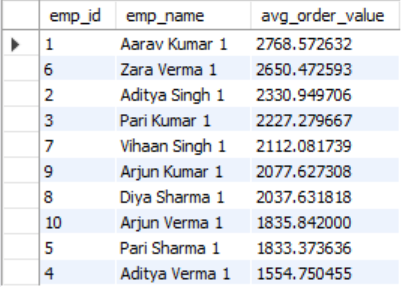 emp_id emp_name avg_order_value
1 Aarav Kumar 1 2768.572632
6 Zara Verma 1 2650.472593
2 Aditya Singh 1 2330.949706
3 Pari Kumar 1 2227.279667
7 Vihaan Singh 1 2112.081739
9 Arjun Kumar 1 2077.627308
8 Diya Sharma 1 2037.631818
10 Arjun Verma 1 1835.842000
5 Pari Sharma 1 1833.373636
4 Aditya Verma 1 1554.750455